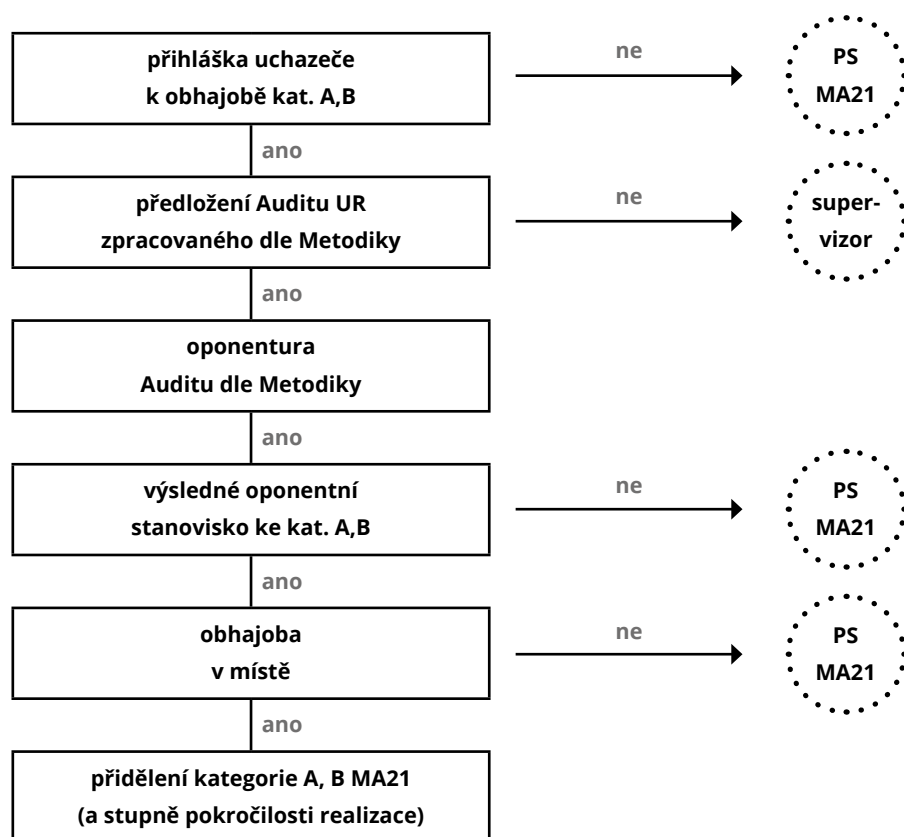 přihláška uchazeče
k obhajobě kat. A,B
ne
PS
MA21
ano
předložení Auditu UR
zpracovaného dle Metodiky
ne
super-
vizor
ano
oponentura
Auditu dle Metodiky
ano
výsledné oponentní
stanovisko ke kat. A,B
ne
PS
MA21
ano
obhajoba
v místě
ne
PS
MA21
ano
přidělení kategorie A, B MA21
(a stupně pokročilosti realizace)